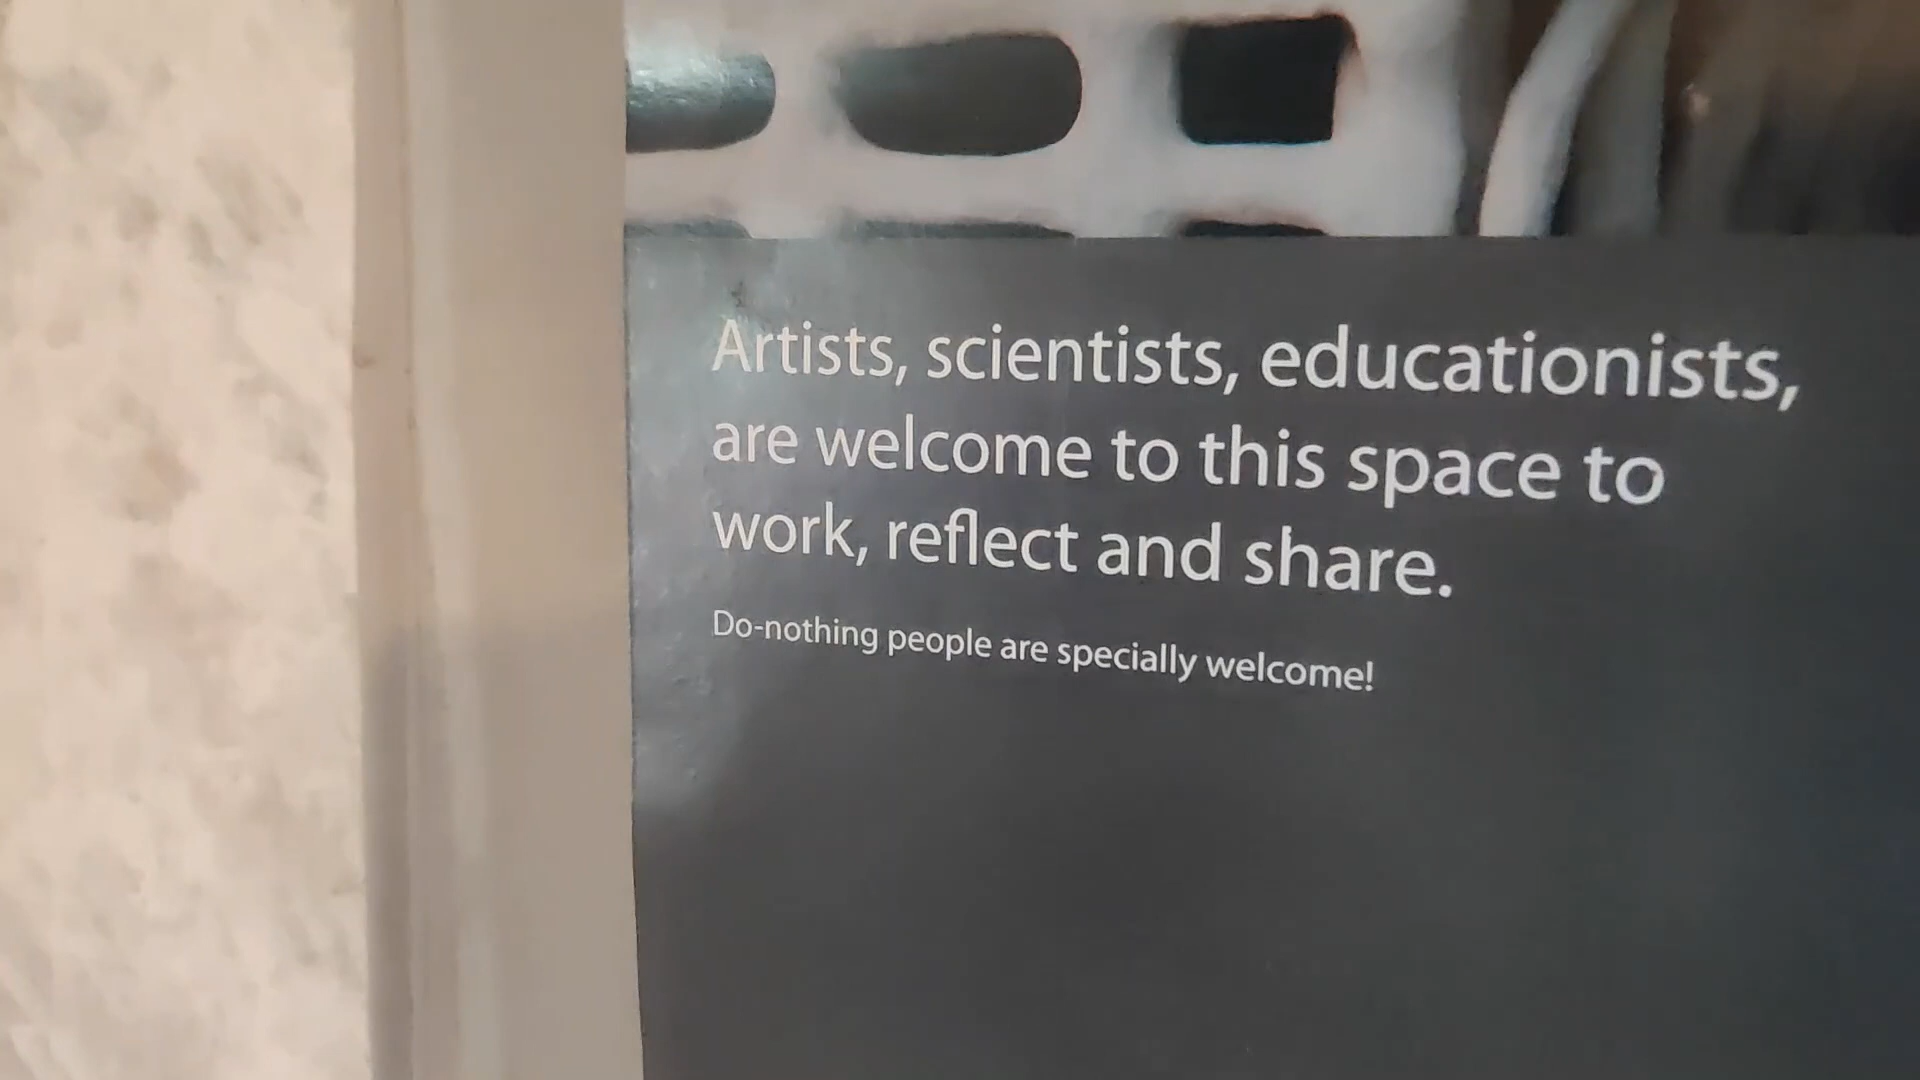 Artists, scientists, educationists,
are welcome to this space to
work, reflect and share.
Do-nothing people are specially welcome!